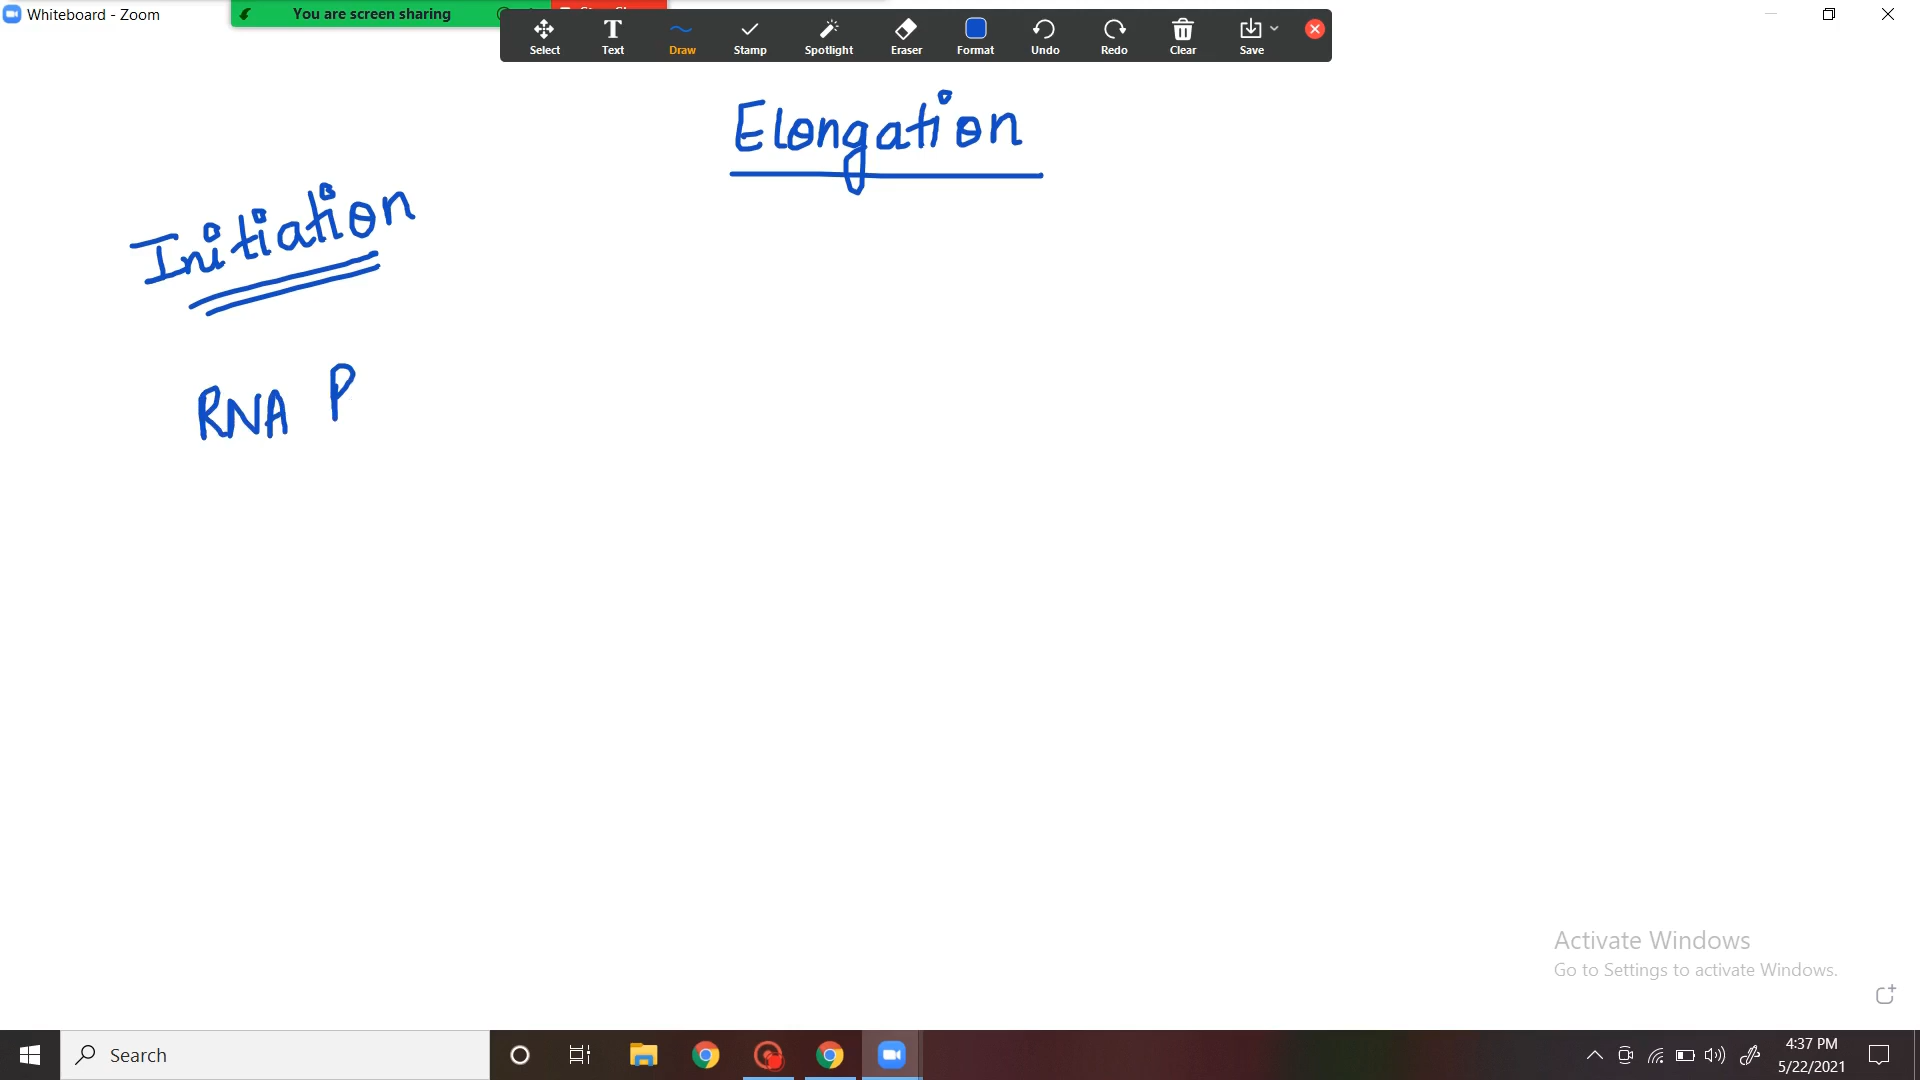 Whiteboard - Zoom
You are screen sharing
Select Text Draw Stamp Spotlight Eraser Format Undo Redo Clear Save
Elongation
Initiation
RNA P
Activate Windows
Go to Settings to activate Windows.
Search
4:37 PM
5/22/2021